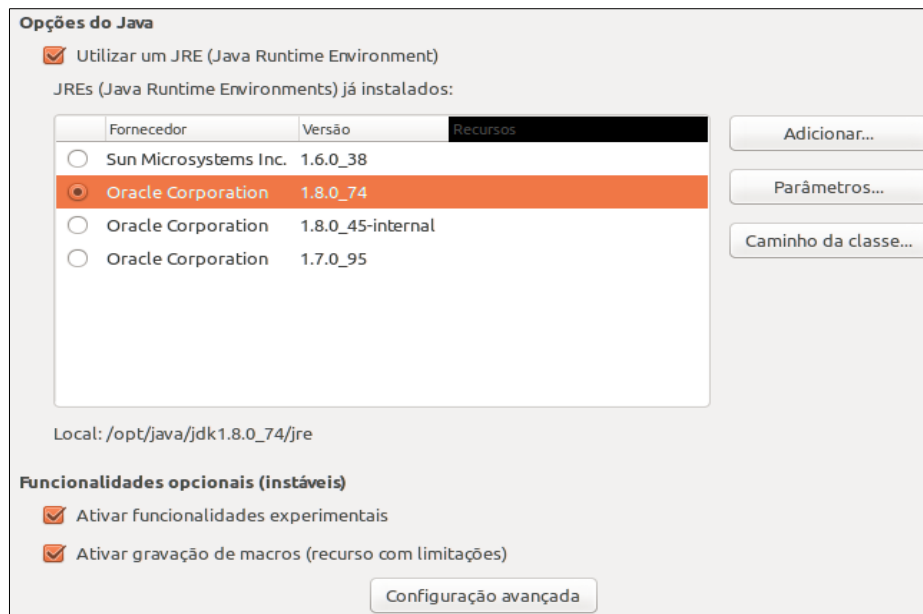 Opções do Java
Utilizar um JRE (Java Runtime Environment)
JREs (Java Runtime Environments) já instalados:
Fornecedor Versão Recursos
Sun Microsystems Inc. 1.6.0_38
Oracle Corporation 1.8.0_74
Oracle Corporation 1.8.0_45-internal
Oracle Corporation 1.7.0_95
Adicionar...
Parâmetros...
Caminho da classe...
Local: /opt/java/jdk1.8.0_74/jre
Funcionalidades opcionais (instáveis)
Ativar funcionalidades experimentais
Ativar gravação de macros (recurso com limitações)
Configuração avançada